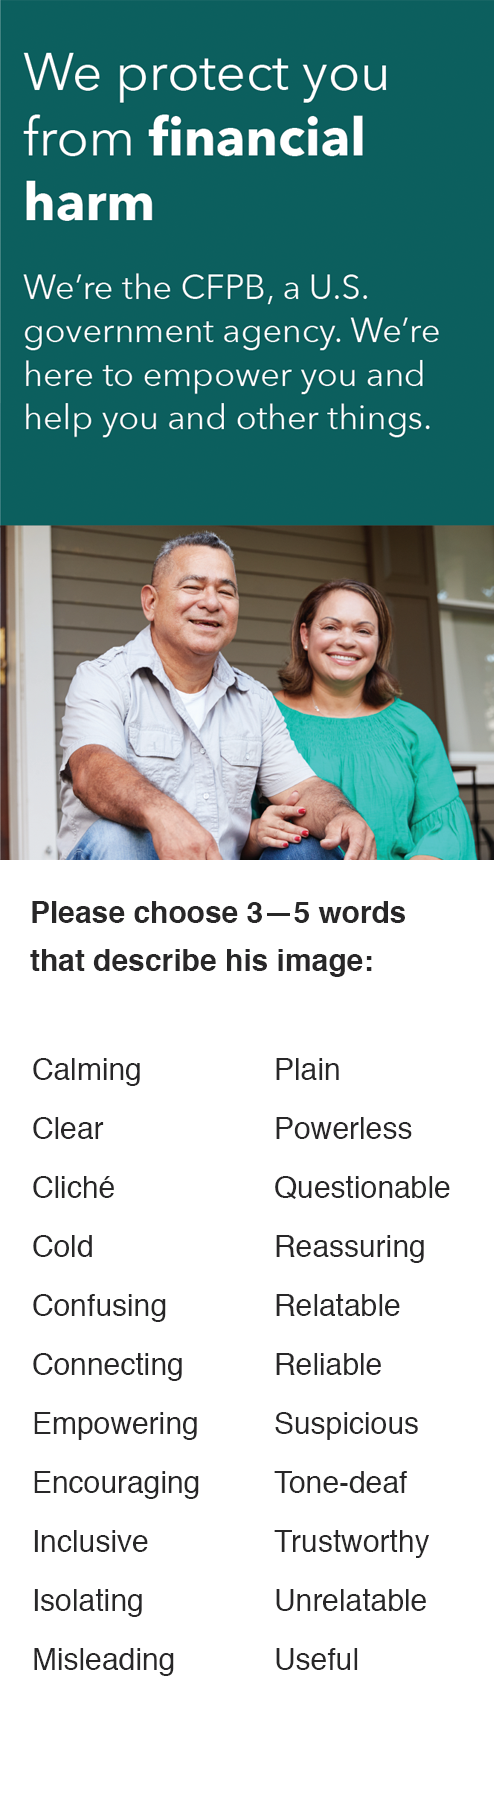 We protect you
from financial
harm
We're the CFPB, a U.S.
government agency. We're
here to empower you and
help you and other things.
Please choose 3—5 words
that describe his image:
Calming
Clear
Cliché
Cold
Confusing
Connecting
Empowering
Encouraging
Inclusive
Isolating
Misleading
Plain
Powerless
Questionable
Reassuring
Relatable
Reliable
Suspicious
Tone-deaf
Trustworthy
Unrelatable
Useful